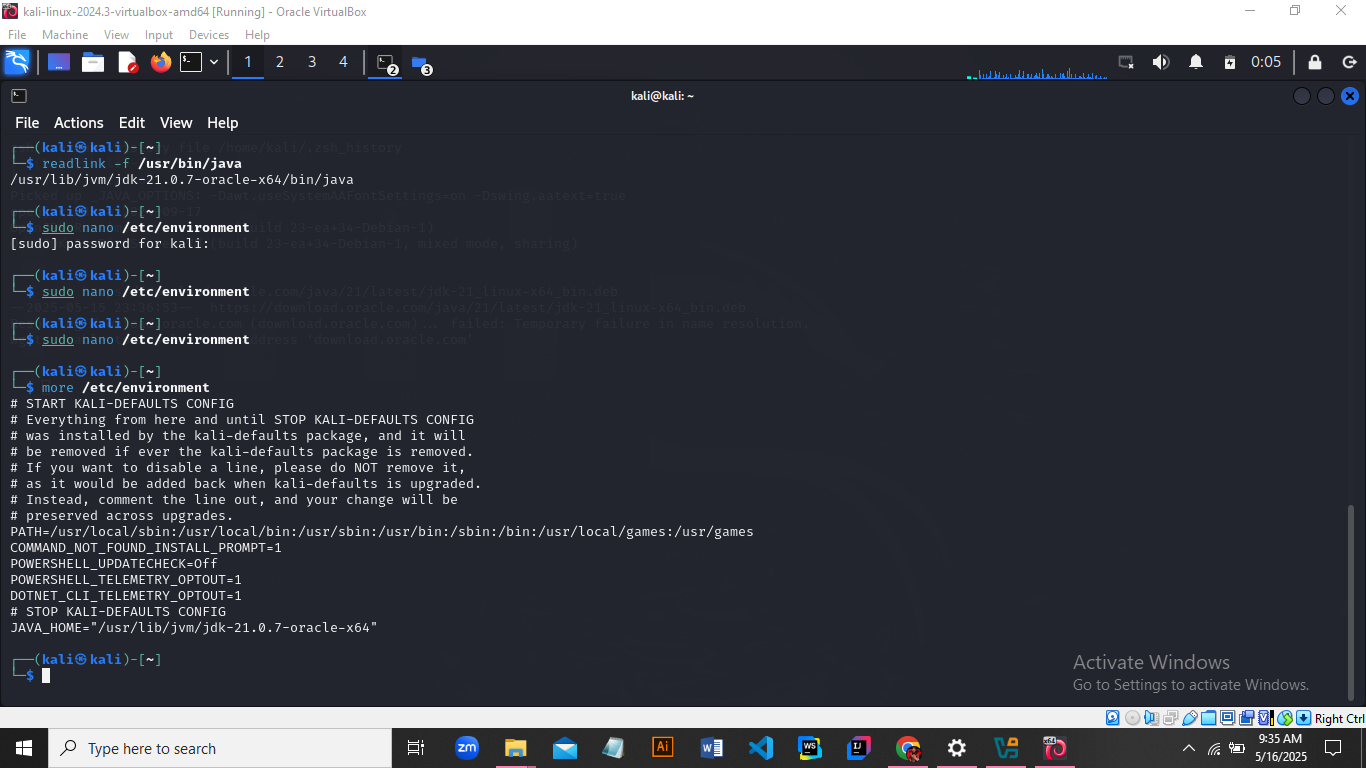 kali-linux-2024.3-virtualbox-amd64 [Running] - Oracle VirtualBox
File Machine View Input Devices Help
1 2 3 4 2 3 0:05
kali@kali: ~
File Actions Edit View Help
┌──(kali㉿kali)-[~]
└─$ readlink -f /usr/bin/java
/usr/lib/jvm/jdk-21.0.7-oracle-x64/bin/java
┌──(kali㉿kali)-[~]
└─$ sudo nano /etc/environment
[sudo] password for kali:
┌──(kali㉿kali)-[~]
└─$ sudo nano /etc/environment
┌──(kali㉿kali)-[~]
└─$ sudo nano /etc/environment
┌──(kali㉿kali)-[~]
└─$ more /etc/environment
# START KALI-DEFAULTS CONFIG
# Everything from here and until STOP KALI-DEFAULTS CONFIG
# was installed by the kali-defaults package, and it will
# be removed if ever the kali-defaults package is removed.
# If you want to disable a line, please do NOT remove it,
# as it would be added back when kali-defaults is upgraded.
# Instead, comment the line out, and your change will be
# preserved across upgrades.
PATH=/usr/local/sbin:/usr/local/bin:/usr/sbin:/usr/bin:/sbin:/bin:/usr/local/games:/usr/games
COMMAND_NOT_FOUND_INSTALL_PROMPT=1
POWERSHELL_UPDATECHECK=Off
POWERSHELL_TELEMETRY_OPTOUT=1
DOTNET_CLI_TELEMETRY_OPTOUT=1
# STOP KALI-DEFAULTS CONFIG
JAVA_HOME="/usr/lib/jvm/jdk-21.0.7-oracle-x64"
┌──(kali㉿kali)-[~]
└─$
Activate Windows
Go to Settings to activate Windows.
Right Ctrl
Type here to search
zm
Ai
W
WS
IJ
9:35 AM
5/16/2025